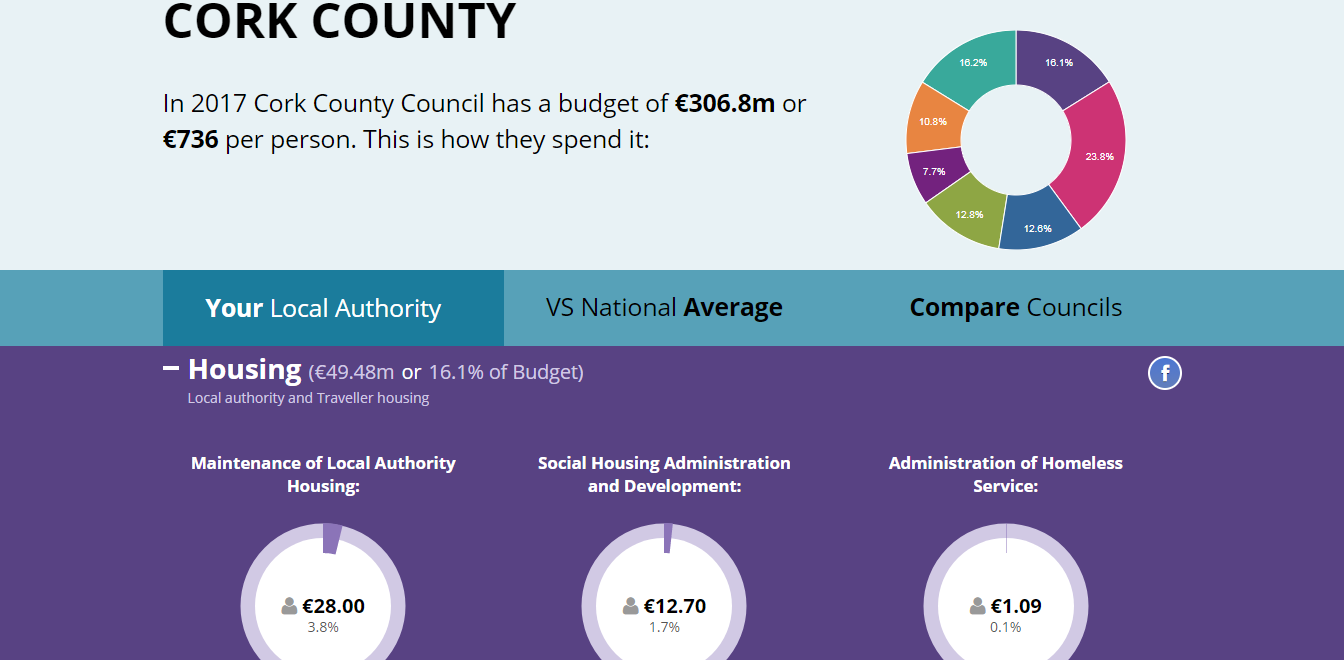 CORK COUNTY
In 2017 Cork County Council has a budget of €306.8m or
€736 per person. This is how they spend it:
16.2%
16.1%
10.8%
23.8%
7.7%
12.8%
12.6%
Your Local Authority
VS National Average
Compare Councils
Housing (€49.48m or 16.1% of Budget)
f
Local authority and Traveller housing
Maintenance of Local Authority
Housing:
Social Housing Administration
and Development:
Administration of Homeless
Service:
€28.00
3.8%
€12.70
1.7%
€1.09
0.1%